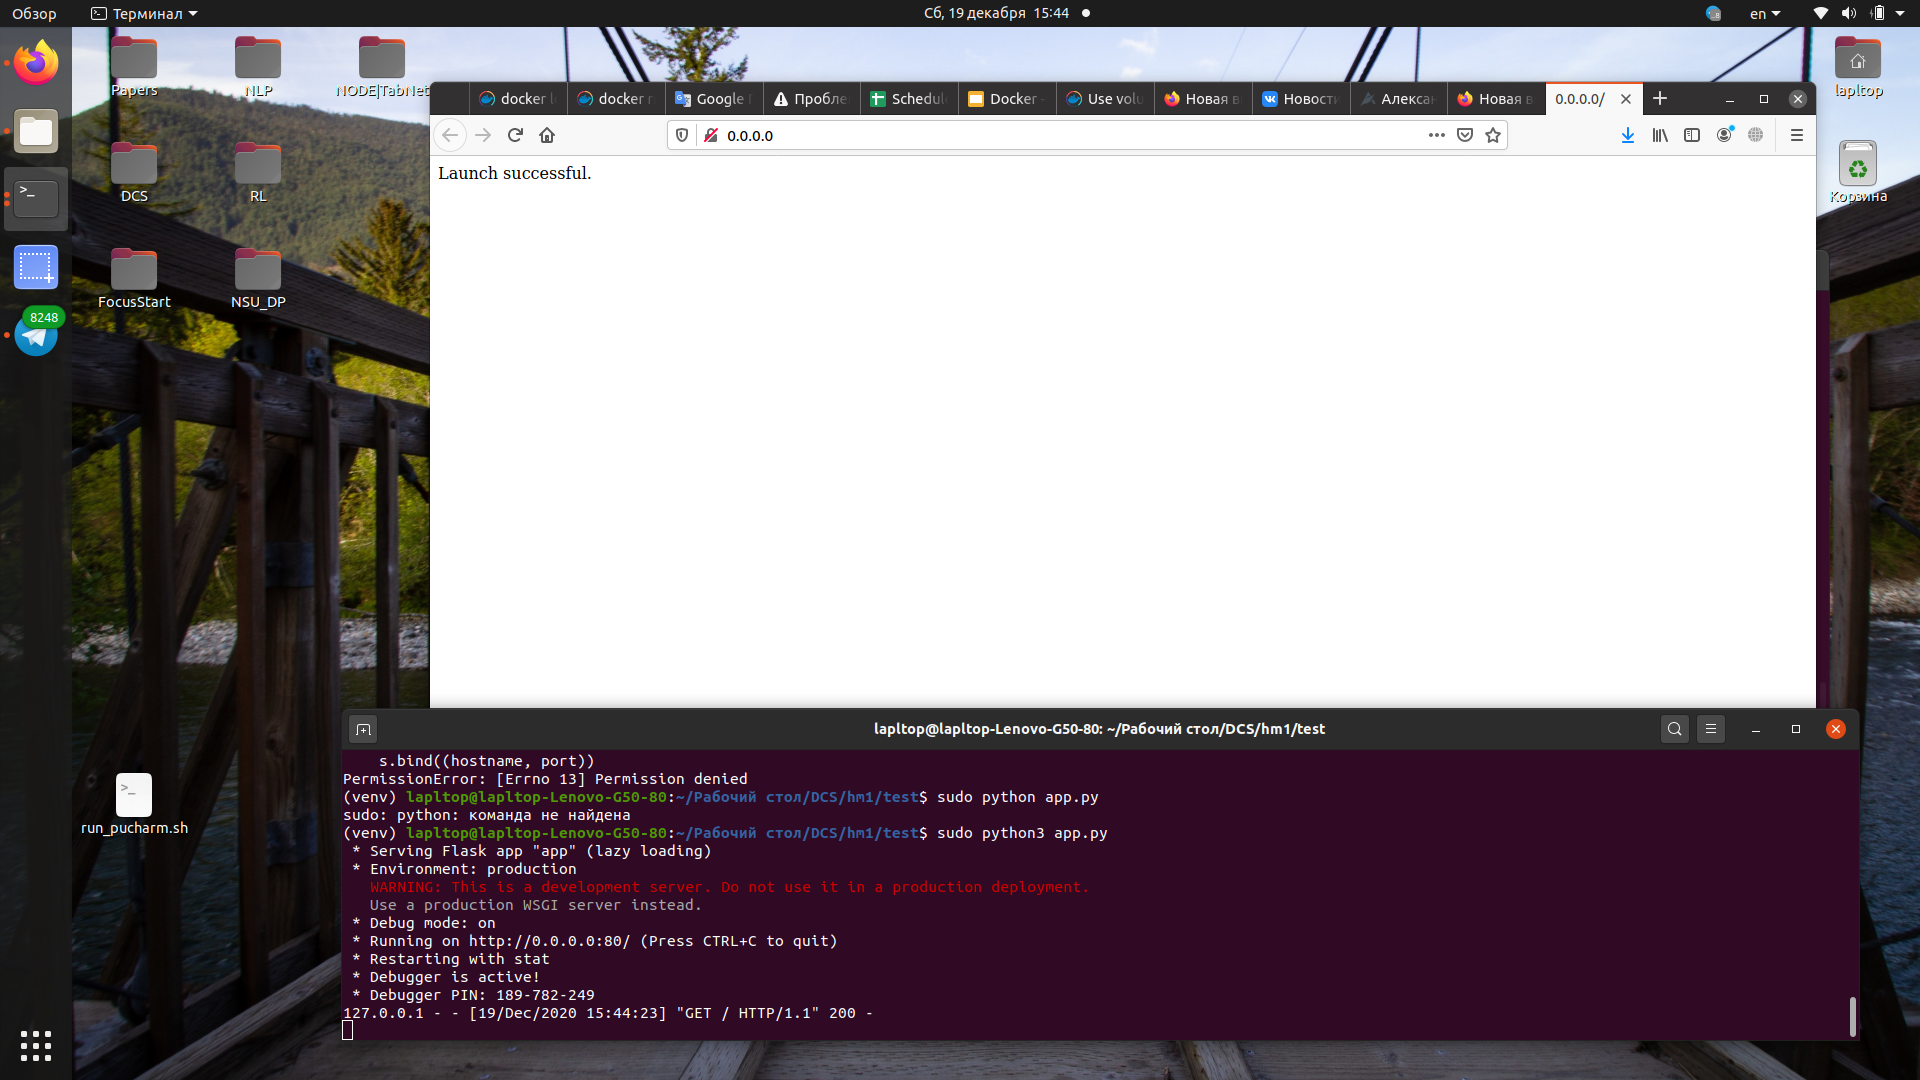 Обзор
Терминал
Сб, 19 декабря 15:44
en
Papers
NLP
NODE|TabNet
DCS
RL
FocusStart
NSU_DP
8248
run_pucharm.sh
lapltop
Корзина
docker l
docker r
Google
Пробле
Schedul
Docker -
Use volu
Новая в
Новост
Алексан
Новая в
0.0.0.0/
0.0.0.0
Launch successful.
lapltop@lapltop-Lenovo-G50-80: ~/Рабочий стол/DCS/hm1/test
s.bind((hostname, port))
PermissionError: [Errno 13] Permission denied
(venv) lapltop@lapltop-Lenovo-G50-80:~/Рабочий стол/DCS/hm1/test$ sudo python app.py
sudo: python: команда не найдена
(venv) lapltop@lapltop-Lenovo-G50-80:~/Рабочий стол/DCS/hm1/test$ sudo python3 app.py
* Serving Flask app "app" (lazy loading)
* Environment: production
WARNING: This is a development server. Do not use it in a production deployment.
Use a production WSGI server instead.
* Debug mode: on
* Running on http://0.0.0.0:80/ (Press CTRL+C to quit)
* Restarting with stat
* Debugger is active!
* Debugger PIN: 189-782-249
127.0.0.1 - - [19/Dec/2020 15:44:23] "GET / HTTP/1.1" 200 -